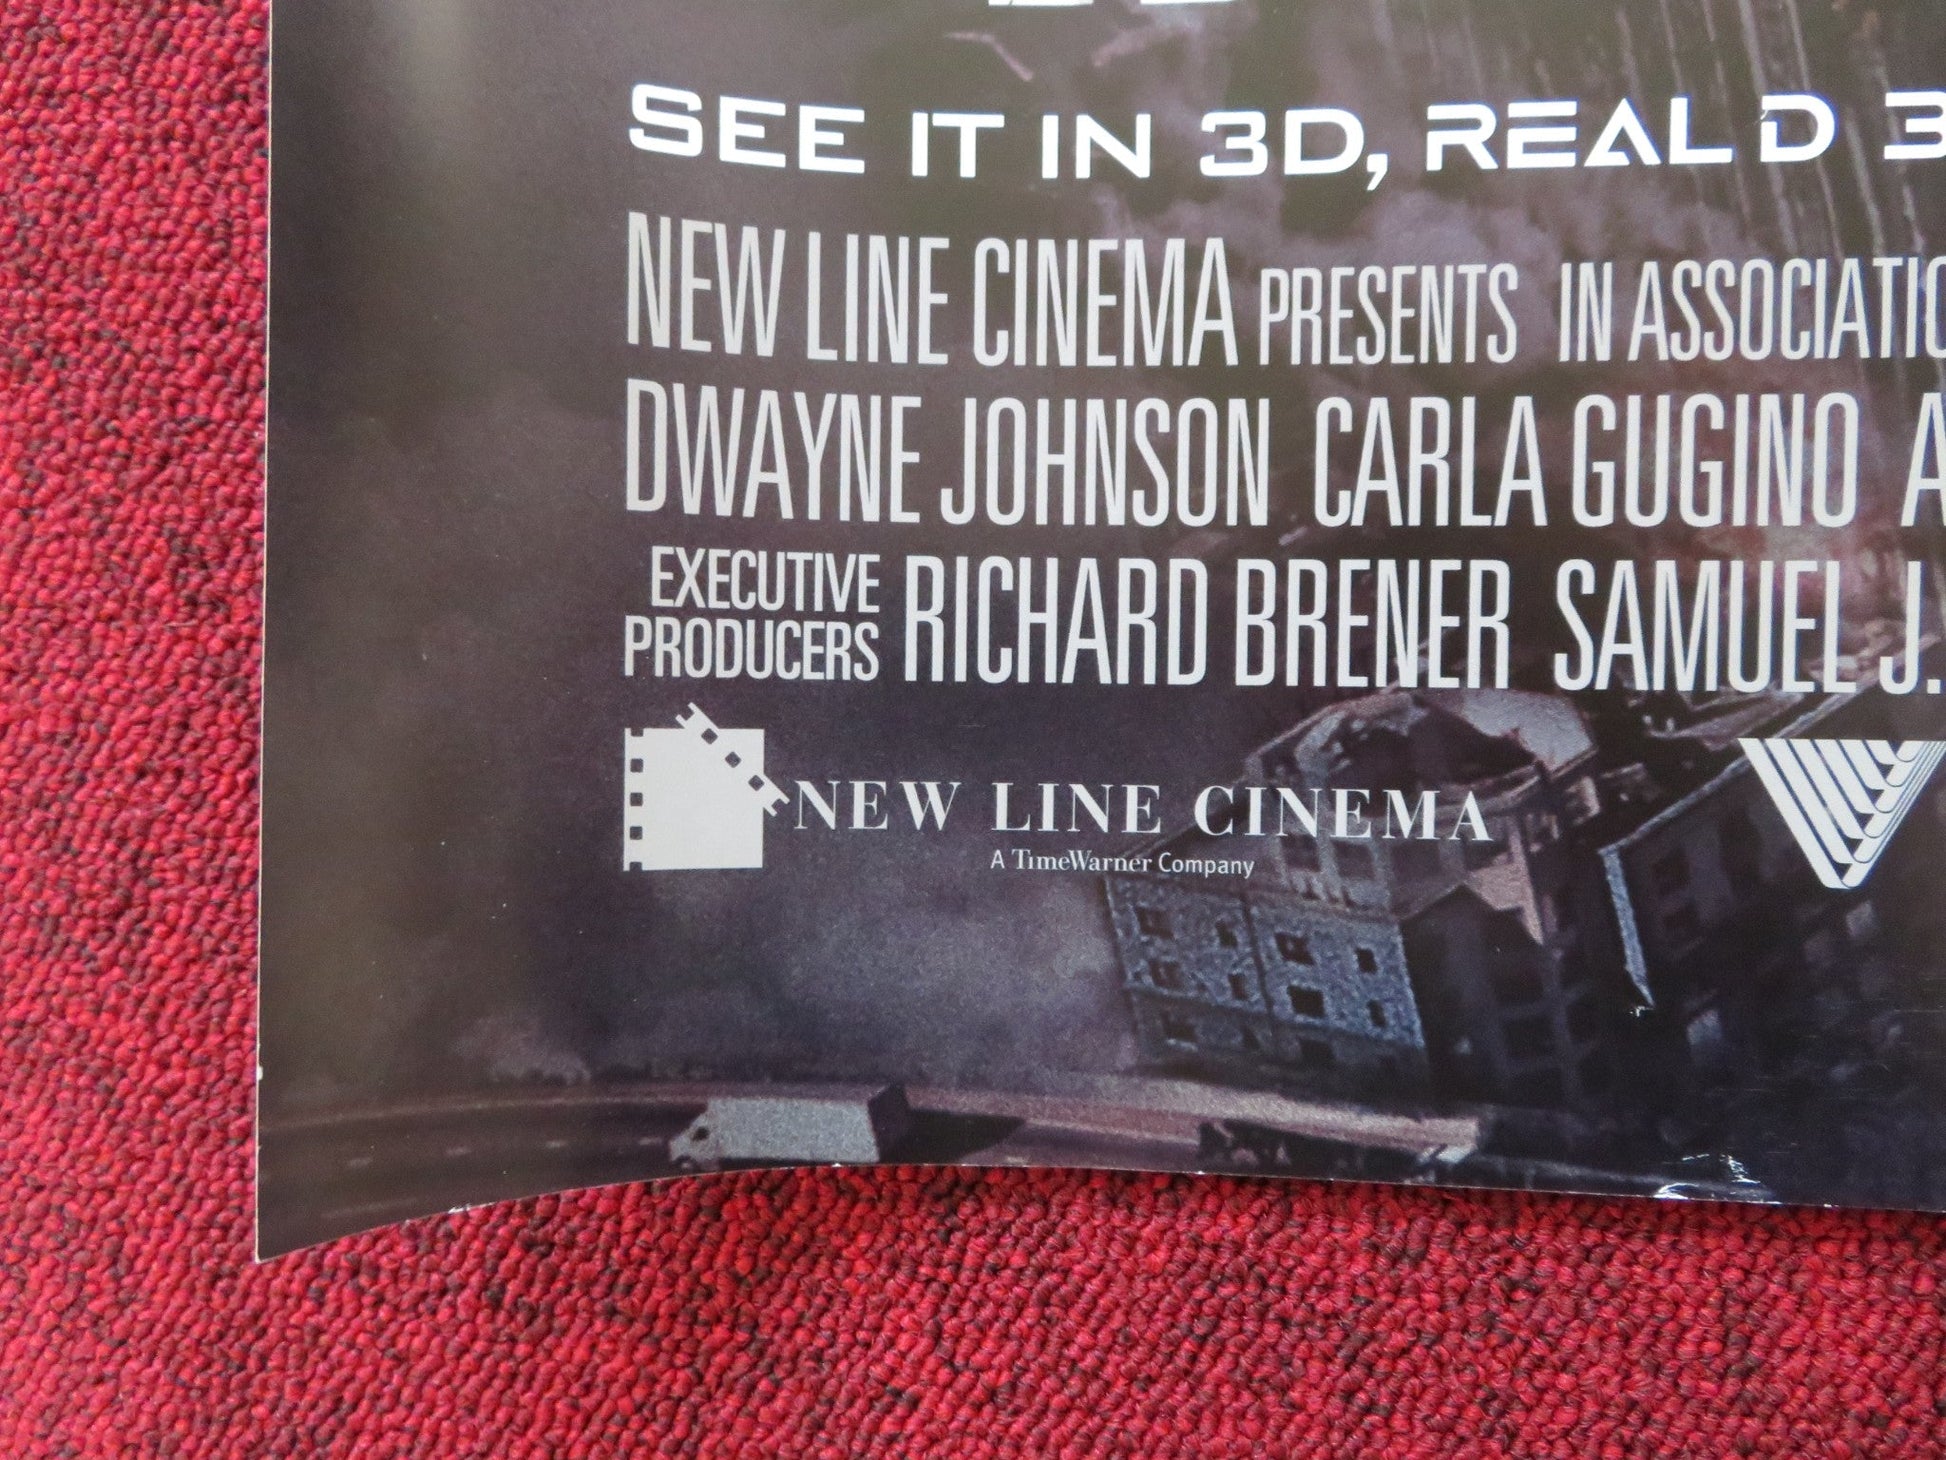 SEE IT IN 3D, REAL D 3
NEW LINE CINEMA PRESENTS IN ASSOCIATIO
DWAYNE JOHNSON CARLA GUGINO A
EXECUTIVE
PRODUCERS RICHARD BRENER SAMUEL J.
NEW LINE CINEMA
A TimeWarner Company